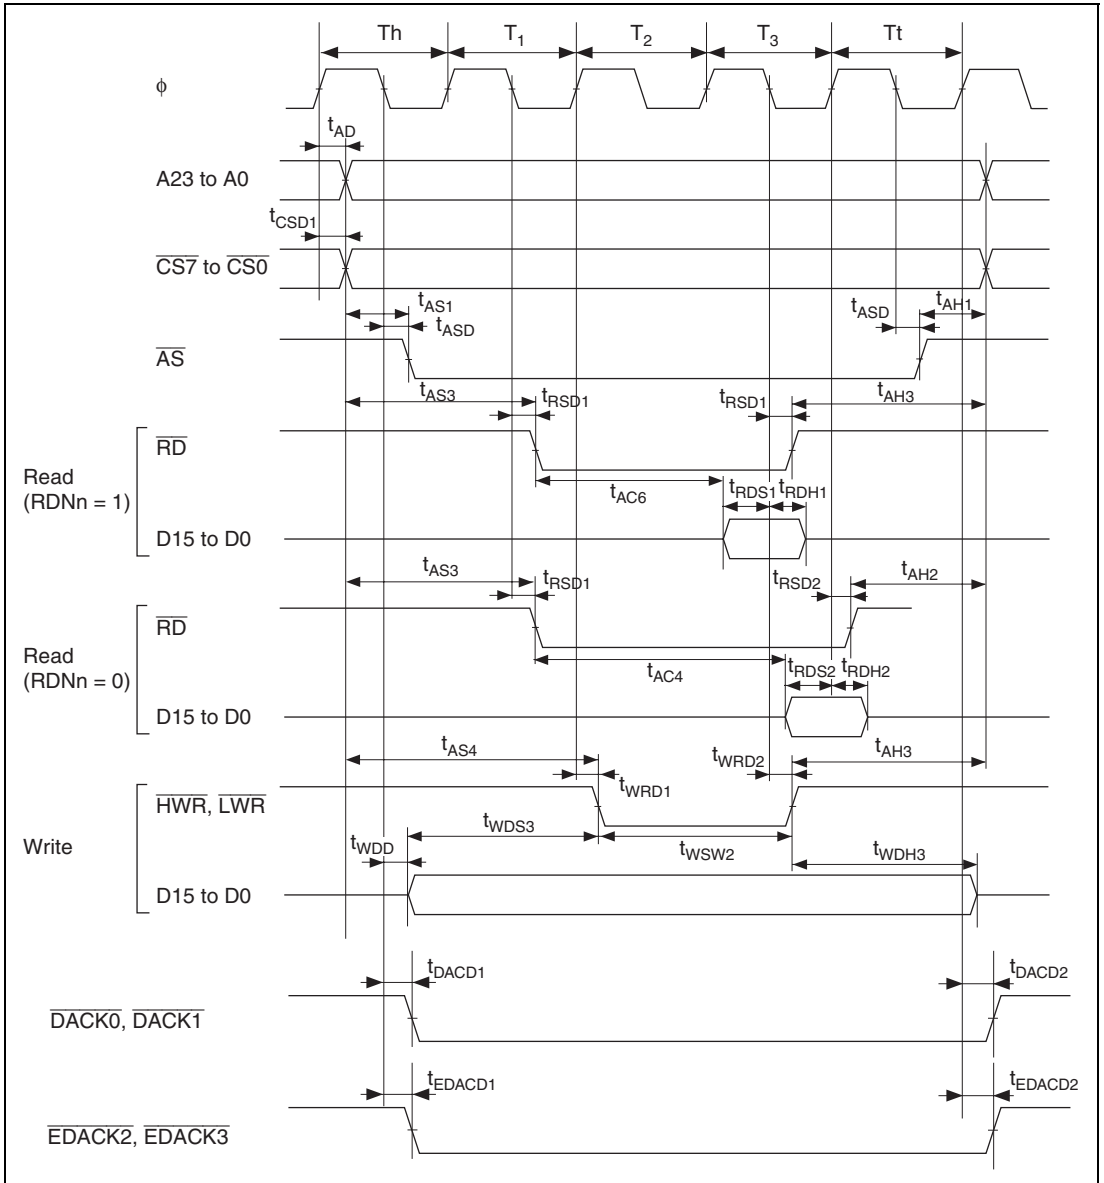 Th T1 T2 T3 Tt
ϕ
tAD
A23 to A0
tCSD1
CS7 to CS0
tAS1 tASD tAH1
tASD
AS
tAS3 tRSD1 tRSD1 tAH3
RD
Read
(RDNn = 1)
tAC6 tRDS1 tRDH1
D15 to D0
tAS3 tRSD1 tRSD2 tAH2
RD
Read
(RDNn = 0)
tAC4 tRDS2 tRDH2
D15 to D0
tAS4 tWRD1 tWRD2 tAH3
HWR, LWR
Write
tWDD tWDS3 tWSW2 tWDH3
D15 to D0
tDACD1 tDACD2
DACK0, DACK1
tEDACD1 tEDACD2
EDACK2, EDACK3